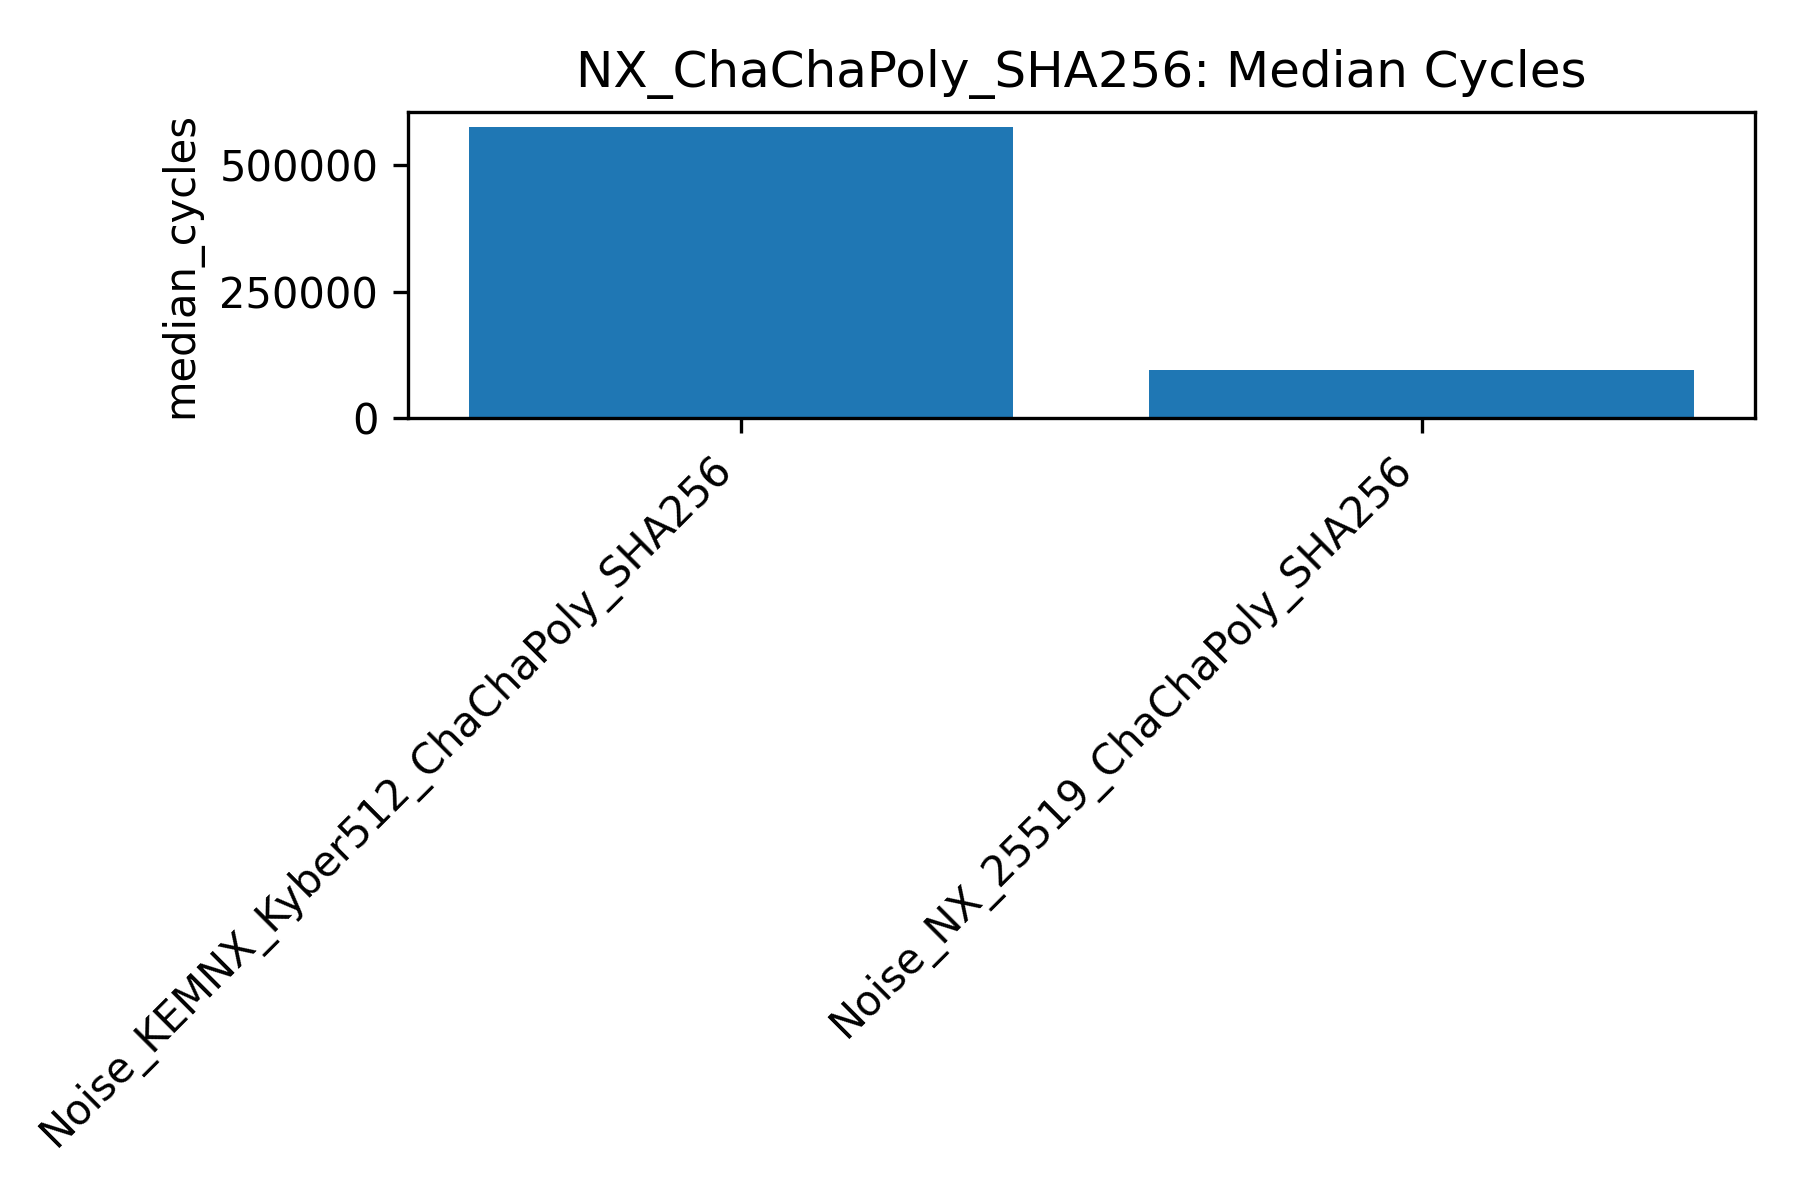 NX_ChaChaPoly_SHA256: Median Cycles
median_cycles
500000
250000
0
Noise_KEMNX_Kyber512_ChaChaPoly_SHA256
Noise_NX_25519_ChaChaPoly_SHA256